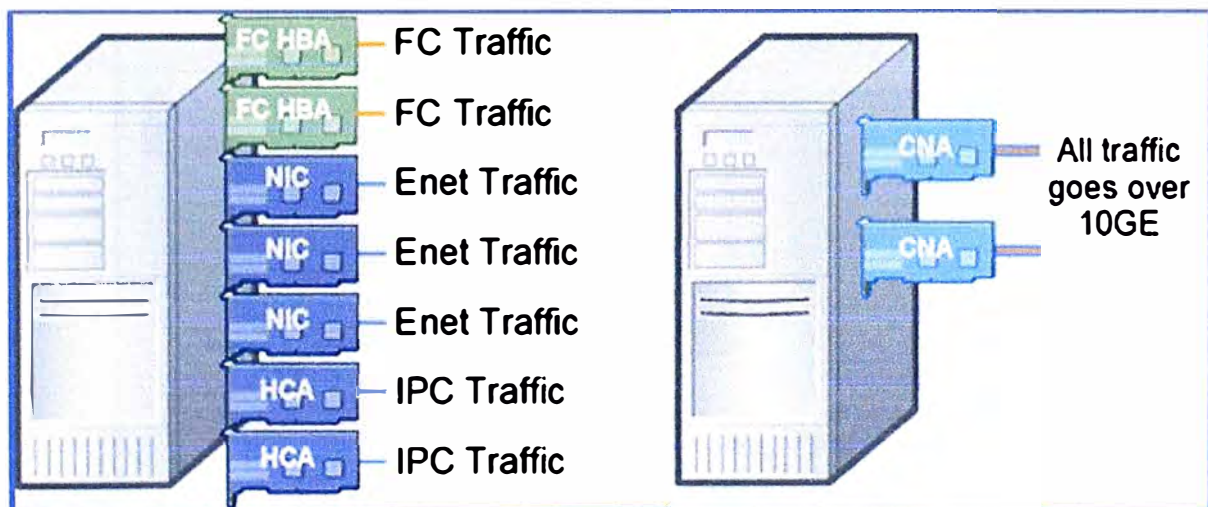 FC HBA FC Traffic
FC HBA FC Traffic
NIC Enet Traffic
NIC Enet Traffic
NIC Enet Traffic
HCA IPC Traffic
HCA IPC Traffic
CNA
CNA
All traffic
goes over
10GE